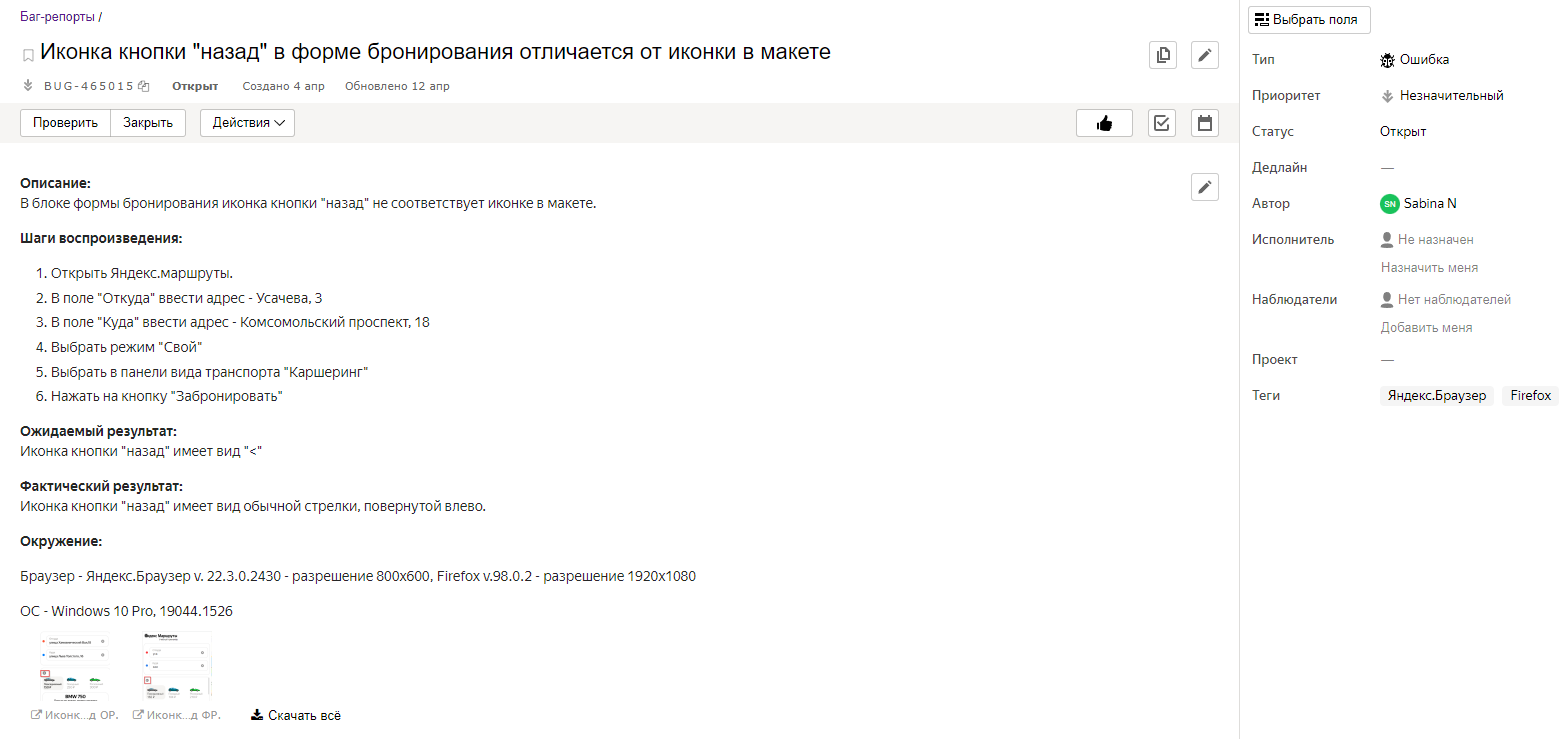 Баг-репорты /
Иконка кнопки "назад" в форме бронирования отличается от иконки в макете
BUG-465015 Открыт Создано 4 апр Обновлено 12 апр
Проверить Закрыть Действия
Описание:
В блоке формы бронирования иконка кнопки "назад" не соответствует иконке в макете.
Шаги воспроизведения:
1. Открыть Яндекс.маршруты.
2. В поле "Откуда" ввести адрес - Усачева, 3
3. В поле "Куда" ввести адрес - Комсомольский проспект, 18
4. Выбрать режим "Свой"
5. Выбрать в панели вида транспорта "Каршеринг"
6. Нажать на кнопку "Забронировать"
Ожидаемый результат:
Иконка кнопки "назад" имеет вид "<"
Фактический результат:
Иконка кнопки "назад" имеет вид обычной стрелки, повернутой влево.
Окружение:
Браузер - Яндекс.Браузер v. 22.3.0.2430 - разрешение 800x600, Firefox v.98.0.2 - разрешение 1920x1080
ОС - Windows 10 Pro, 19044.1526
BMW 750
Яндекс Маршруты
Иконк...д ОР. Иконк...д ФР. Скачать всё
Выбрать поля
Тип Ошибка
Приоритет Незначительный
Статус Открыт
Дедлайн —
Автор SN Sabina N
Исполнитель Не назначен
Назначить меня
Наблюдатели Нет наблюдателей
Добавить меня
Проект —
Теги Яндекс.Браузер Firefox